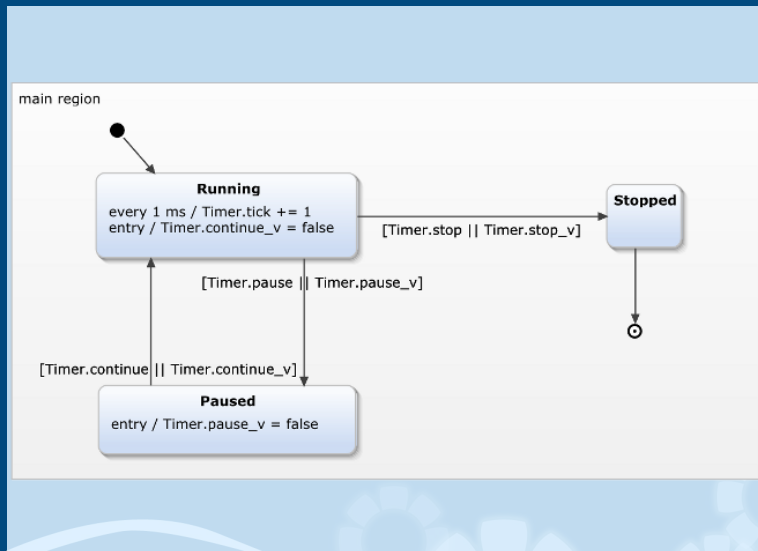 main region
Running
every 1 ms / Timer.tick += 1
entry / Timer.continue_v = false
Stopped
[Timer.stop || Timer.stop_v]
[Timer.pause || Timer.pause_v]
[Timer.continue || Timer.continue_v]
Paused
entry / Timer.pause_v = false